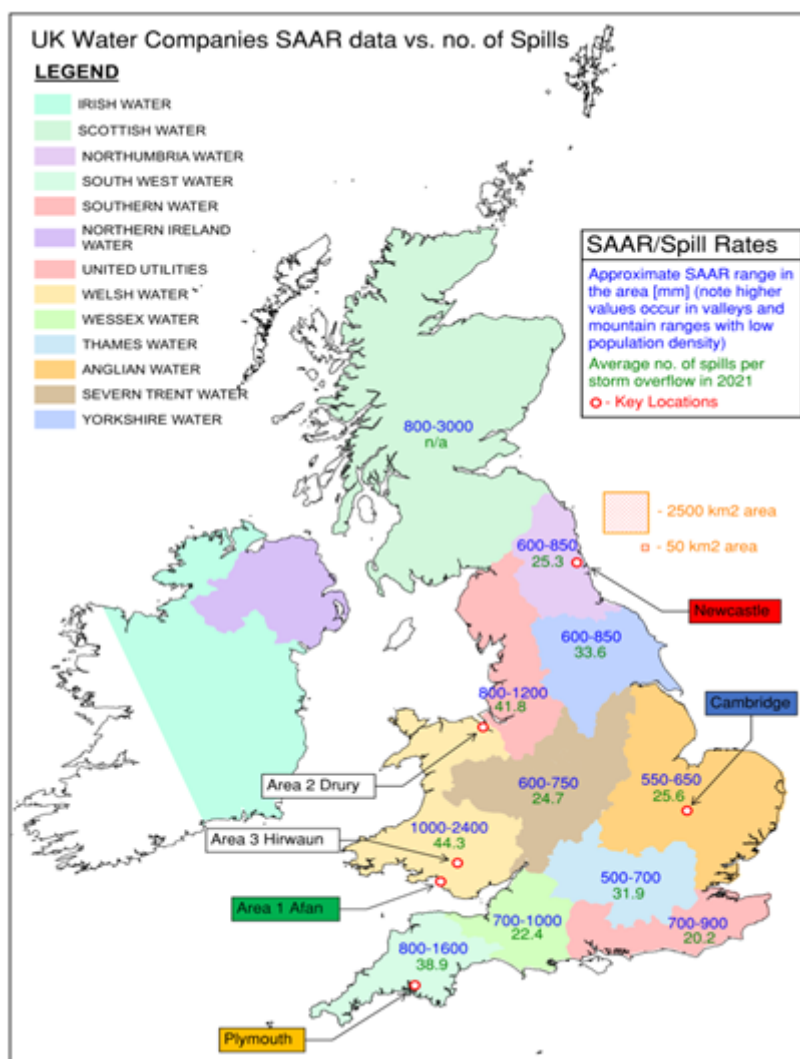 UK Water Companies SAAR data vs. no. of Spills
LEGEND
IRISH WATER
SCOTTISH WATER
NORTHUMBRIA WATER
SOUTH WEST WATER
SOUTHERN WATER
NORTHERN IRELAND
WATER
UNITED UTILITIES
WELSH WATER
WESSEX WATER
THAMES WATER
ANGLIAN WATER
SEVERN TRENT WATER
YORKSHIRE WATER
SAAR/Spill Rates
Approximate SAAR range in
the area [mm] (note higher
values occur in valleys and
mountain ranges with low
population density)
Average no. of spills per
storm overflow in 2021
- Key Locations
800-3000
n/a
- 2500 km2 area
- 50 km2 area
600-850
25.3
Newcastle
600-850
33.6
800-1200
41.8
Cambridge
Area 2 Drury
600-750
24.7
550-650
25.6
Area 3 Hirwaun
1000-2400
44.3
500-700
31.9
Area 1 Afan
700-1000
22.4
700-900
20.2
800-1600
38.9
Plymouth